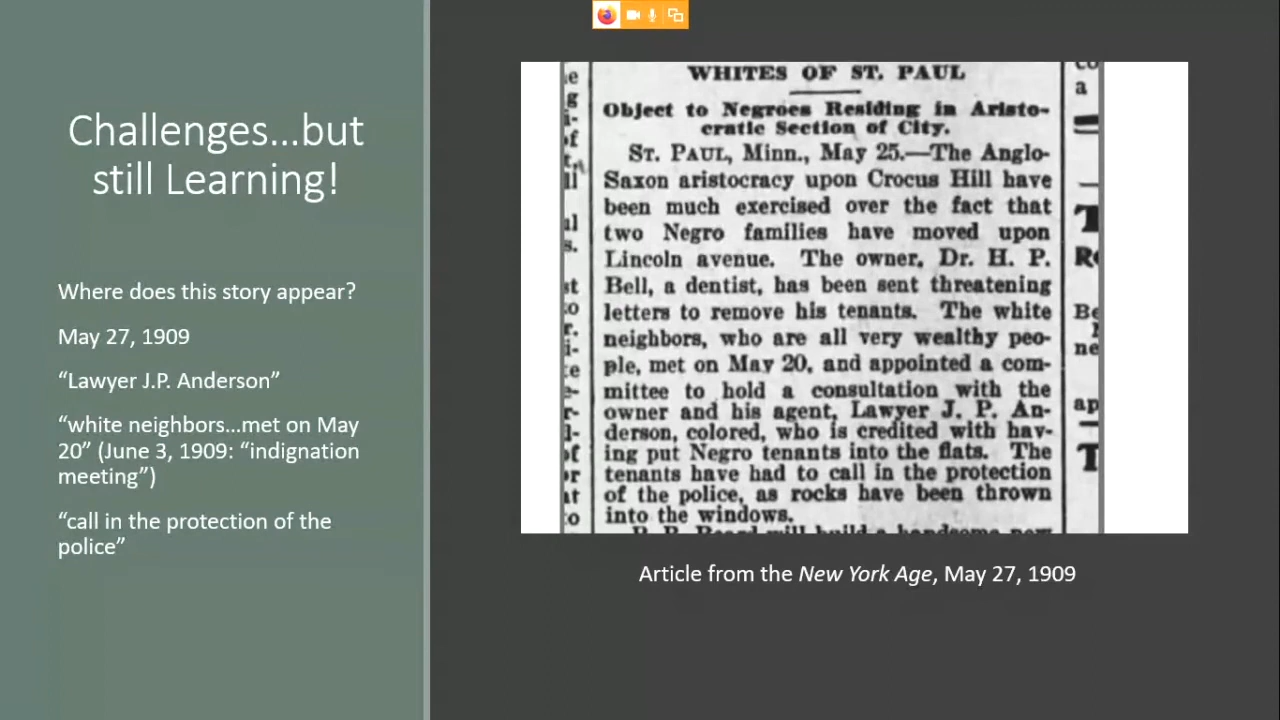 Challenges...but
still Learning!
Where does this story appear?
May 27, 1909
“Lawyer J.P. Anderson”
“white neighbors...met on May
20” (June 3, 1909: “indignation
meeting”)
“call in the protection of the
police”
WHITES OF ST. PAUL
Object to Negroes Residing in Aristo-
cratic Section of City.
ST. PAUL, Minn., May 25.—The Anglo-
Saxon aristocracy upon Crocus Hill have
been much exercised over the fact that
two Negro families have moved upon
Lincoln avenue. The owner, Dr. H. P.
Bell, a dentist, has been sent threatening
letters to remove his tenants. The white
neighbors, who are all very wealthy peo-
ple, met on May 20, and appointed a com-
mittee to hold a consultation with the
owner and his agent, Lawyer J. P. An-
derson, colored, who is credited with hav-
ing put Negro tenants into the flats. The
tenants have had to call in the protection
of the police, as rocks have been thrown
into the windows.
Article from the New York Age, May 27, 1909